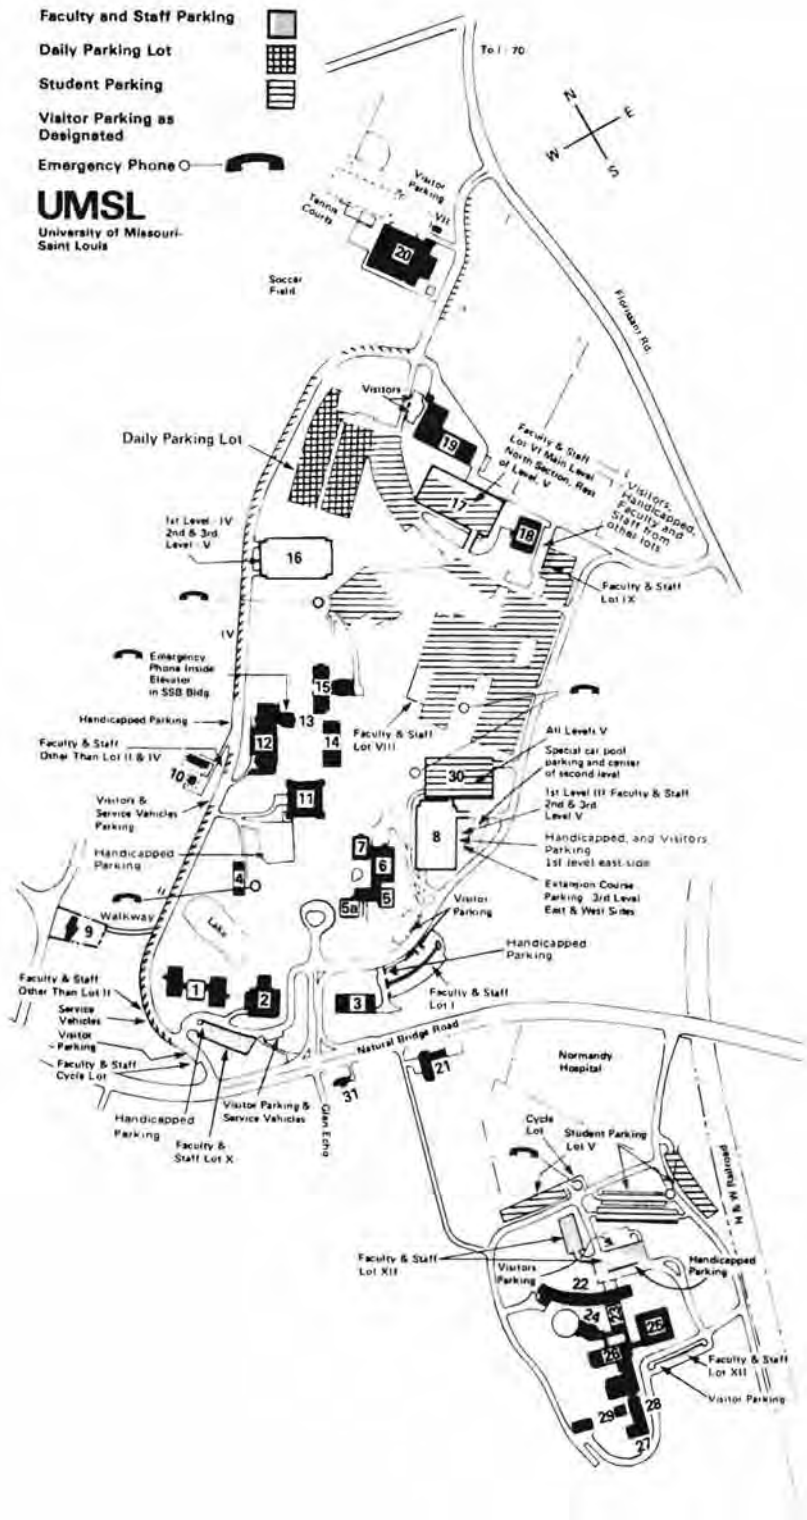 Faculty and Staff Parking
Daily Parking Lot
Student Parking
Visitor Parking as
Designated
Emergency Phone
UMSL
University of Missouri-
Saint Louis
To I - 70
N
E
W
S
Visitor
Parking
VII
Tennis
Courts
20
Soccer
Field
Florissant Rd.
Visitors
Daily Parking Lot
19
Faculty & Staff
Lot VI Main Level
North Section, Rest
of Level, V
17
Visitors,
Handicapped,
Faculty and
Staff from
other lots
18
1st Level - IV
2nd & 3rd
Level - V
16
Faculty & Staff
Lot IX
IV
Emergency
Phone Inside
Elevator
in SSB Bldg.
15
13
Handicapped Parking
12
14
Faculty & Staff
Lot VIII
All Levels V
Faculty & Staff
Other Than Lot II & IV
Special car pool
parking and center
of second level
10
30
11
Visitors &
Service Vehicles
Parking
1st Level III Faculty & Staff
2nd & 3rd
Level V
8
Handicapped, and Visitors
Parking
1st level east side
Handicapped
Parking
7
6
4
5
5a
Extension Course
Parking 3rd Level
East & West Sides
II
Visitor
Parking
Walkway
9
Lake
Handicapped
Parking
Faculty & Staff
Other Than Lot II
1
2
3
Faculty & Staff
Lot I
Service
Vehicles
Visitor
Parking
Natural Bridge Road
Faculty & Staff
Cycle Lot
21
Normandy
Hospital
31
Handicapped
Parking
Visitor Parking &
Service Vehicles
Glen Echo
Faculty &
Staff Lot X
Cycle
Lot
Student Parking
Lot V
N & W Railroad
Faculty & Staff
Lot XII
Visitors
Parking
Handicapped
Parking
22
23
24
25
26
Faculty & Staff
Lot XII
Visitor Parking
28
29
27